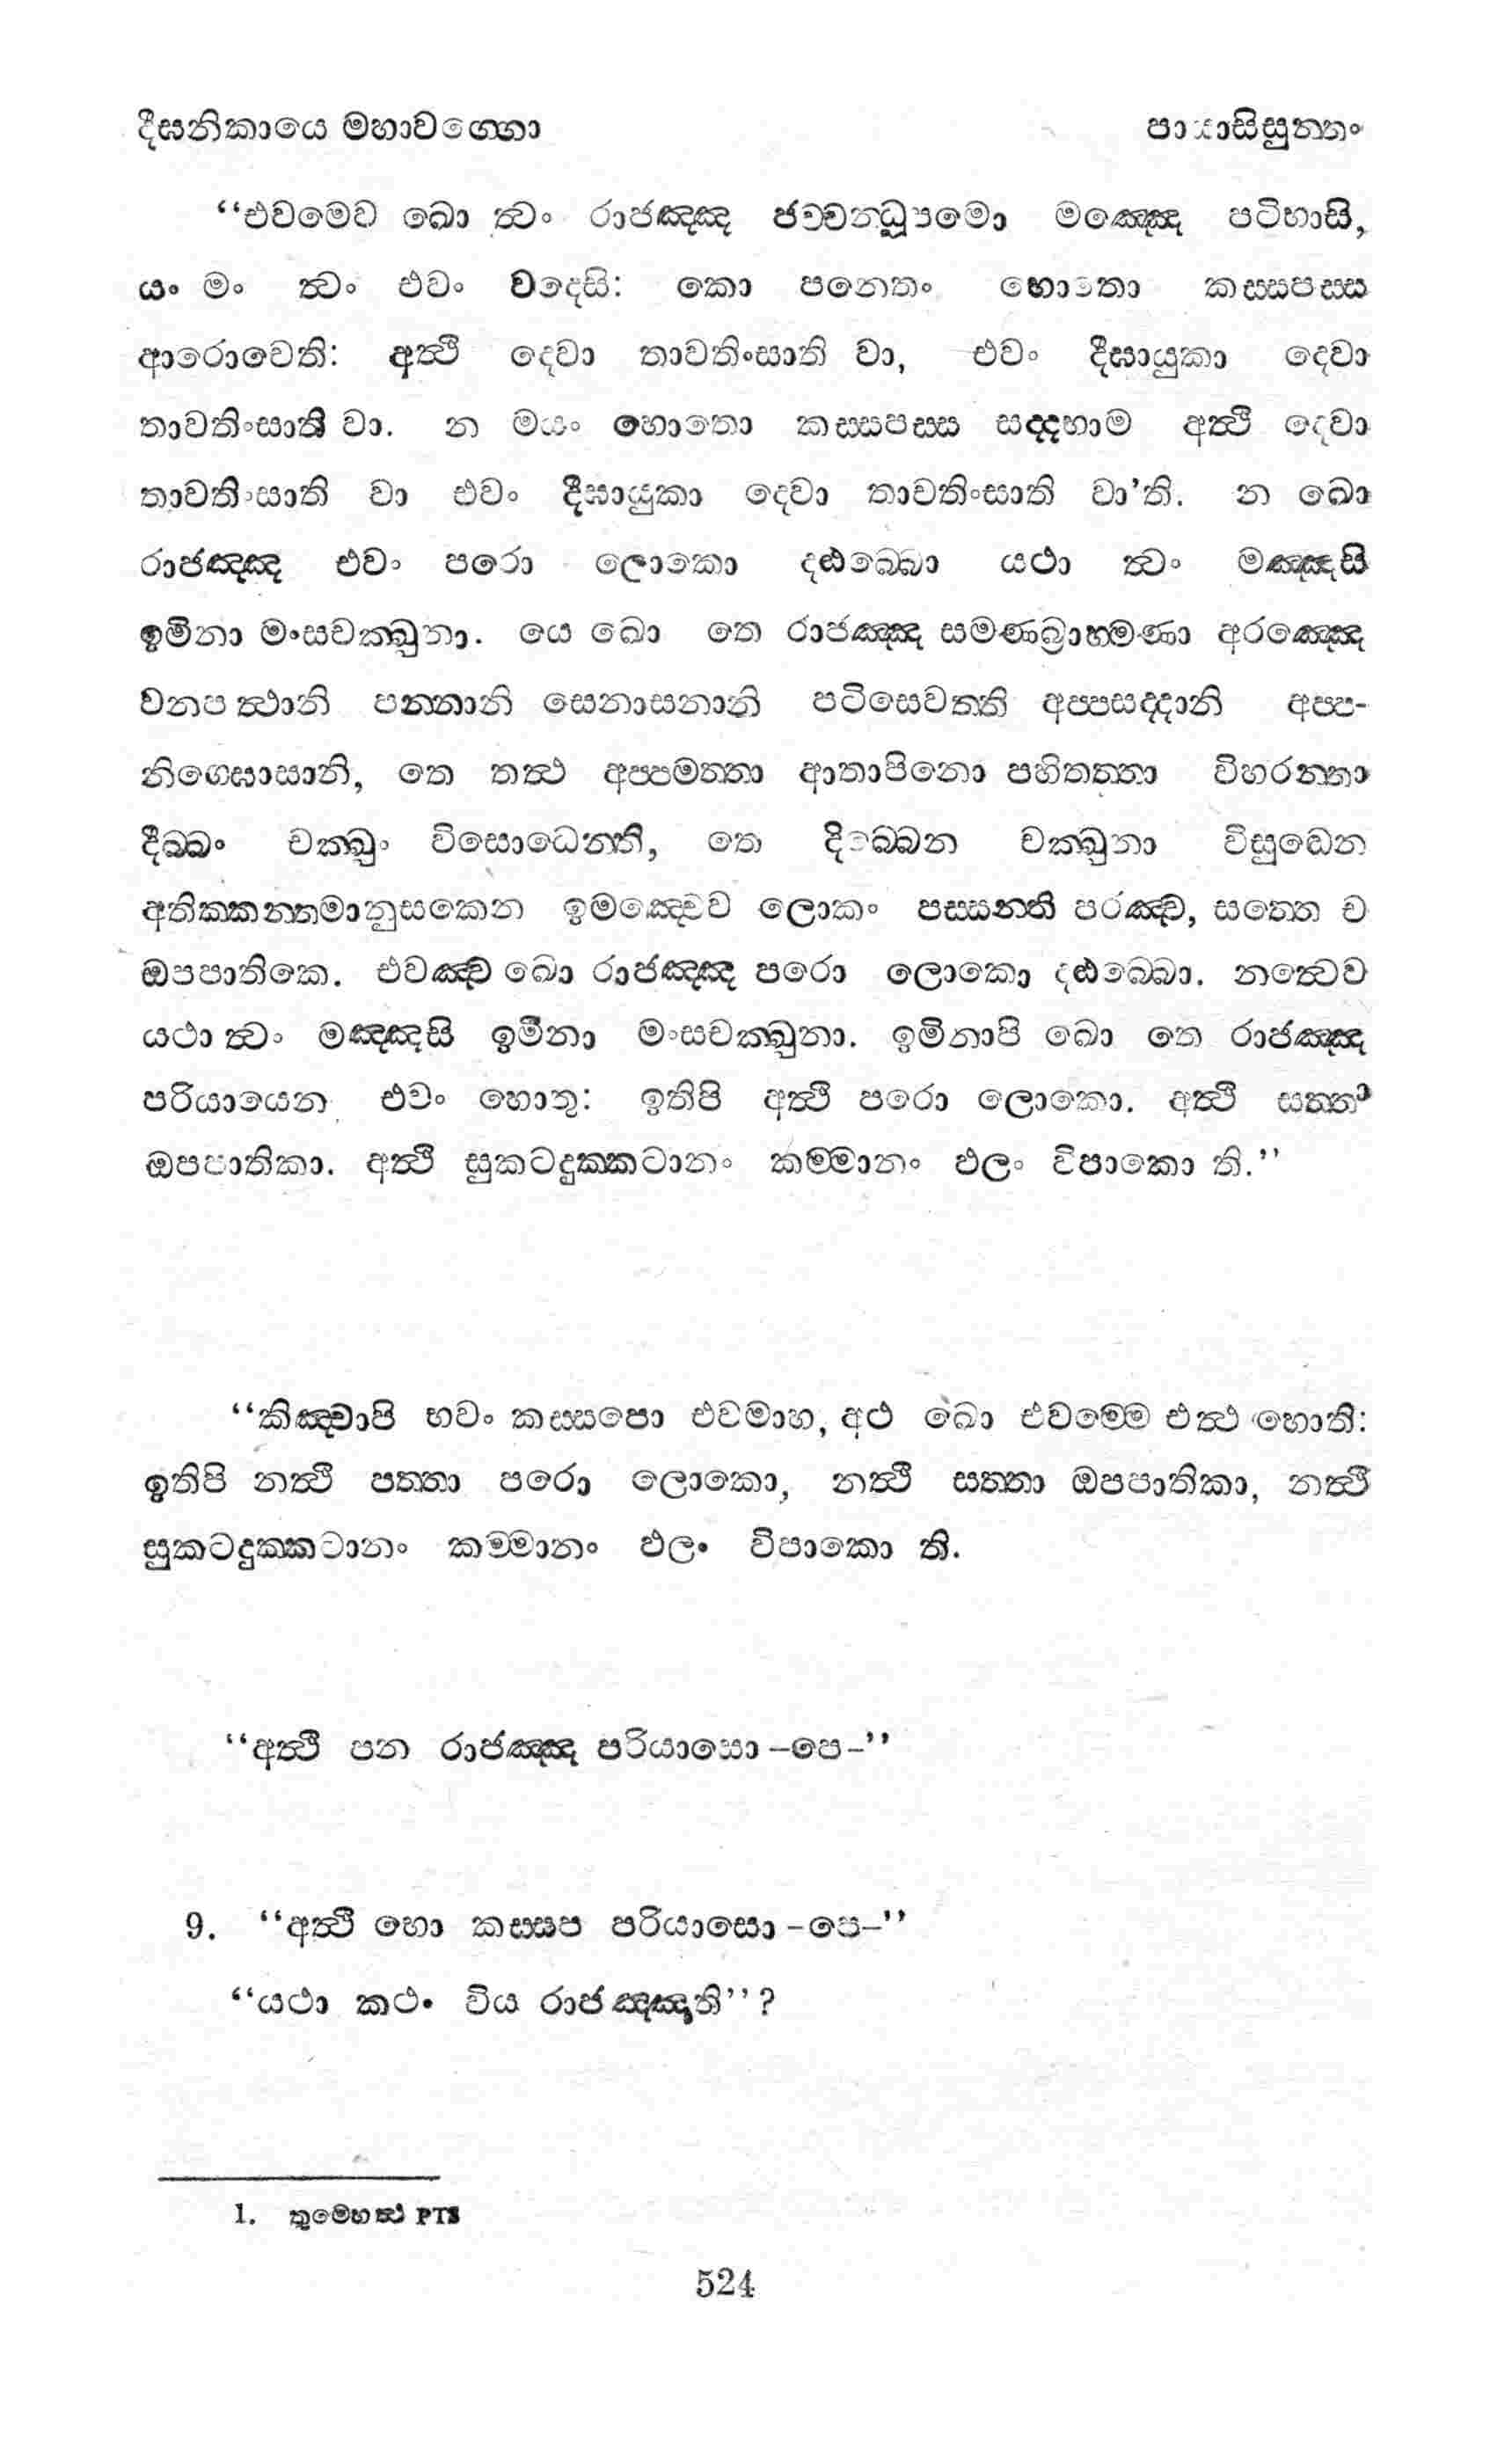 දීඝනිකායෙ මහාවග්ගො පායාසිසුත්තං
“එවමෙව ඛො ත්වං රාජඤ්ඤ ජච්චන්ධූපමො මඤ්ඤෙ පටිභාසි,
යං මං ත්වං එවං වදෙසි: කො පනෙතං භොතො කස්සපස්ස
ආරොචෙති: අත්ථි දෙවා තාවතිංසාති වා, එවං දීඝායුකා දෙවා
තාවතිංසාති වා. න මයං භොතො කස්සපස්ස සද්දහාම අත්ථි දෙවා
තාවතිංසාති වා එවං දීඝායුකා දෙවා තාවතිංසාති වා’ති. න ඛො
රාජඤ්ඤ එවං පරො ලොකො දට්ඨබ්බො යථා ත්වං මඤ්ඤසි
ඉමිනා මංසචක්ඛුනා. යෙ ඛො තෙ රාජඤ්ඤ සමණබ්‍රාහ්මණා අරඤ්ඤෙ
වනපත්ථානි පන්තානි සෙනාසනානි පටිසෙවන්ති අප්පසද්දානි අප්ප-
නිග්ඝොසානි, තෙ තත්ථ අප්පමත්තා ආතාපිනො පහිතත්තා විහරන්තා
දිබ්බං චක්ඛුං විසොධෙන්ති, තෙ දිබ්බෙන චක්ඛුනා විසුද්ධෙන
අතික්කන්තමානුසකෙන ඉමඤ්චෙව ලොකං පස්සන්ති පරඤ්ච, සත්තෙ ච
ඔපපාතිකෙ. එවඤ්ච ඛො රාජඤ්ඤ පරො ලොකො දට්ඨබ්බො. නත්වෙව
යථා ත්වං මඤ්ඤසි ඉමිනා මංසචක්ඛුනා. ඉමිනාපි ඛො තෙ රාජඤ්ඤ
පරියායෙන එවං හොතු: ඉතිපි අත්ථි පරො ලොකො. අත්ථි සත්තා
ඔපපාතිකා. අත්ථි සුකටදුක්කටානං කම්මානං ඵලං විපාකො ති.”
“කිඤ්චාපි භවං කස්සපො එවමාහ, අථ ඛො එවම්මෙ එත්ථ හොති:
ඉතිපි නත්ථි පත්තා පරො ලොකො, නත්ථි සත්තා ඔපපාතිකා, නත්ථි
සුකටදුක්කටානං කම්මානං ඵලං විපාකො ති.
“අත්ථි පන රාජඤ්ඤ පරියායො –පෙ–”
9. “අත්ථි භො කස්සප පරියායො –පෙ–”
“යථා කථං විය රාජඤ්ඤාති”?
1. තුම්හෙත්ථ PTS
524